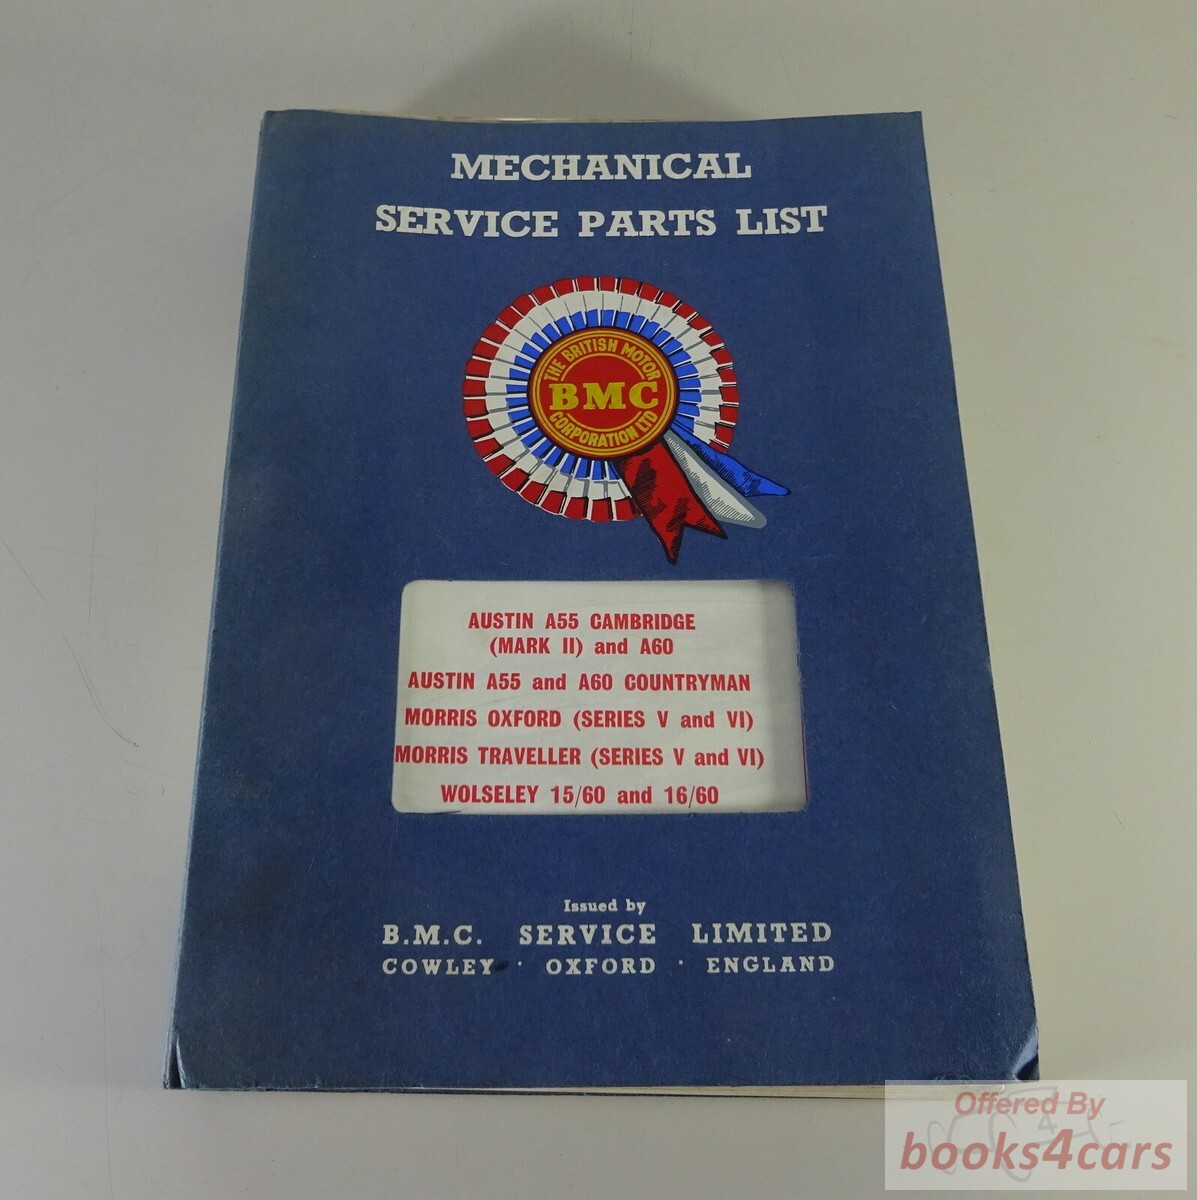 MECHANICAL
SERVICE PARTS LIST
THE BRITISH MOTOR
BMC
CORPORATION LTD
AUSTIN A55 CAMBRIDGE
(MARK II) and A60
AUSTIN A55 and A60 COUNTRYMAN
MORRIS OXFORD (SERIES V and VI)
MORRIS TRAVELLER (SERIES V and VI)
WOLSELEY 15/60 and 16/60
Issued by
B.M.C. SERVICE LIMITED
COWLEY · OXFORD · ENGLAND
Offered By
books4cars